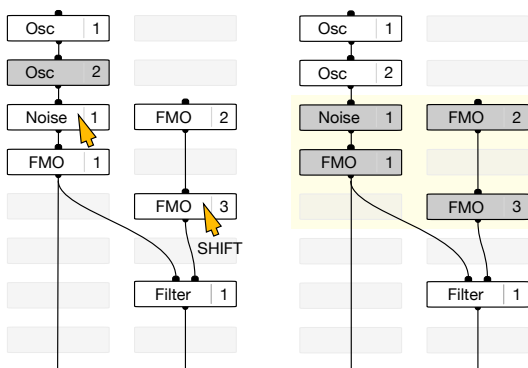 Osc 1
Osc 2
Noise 1
FMO 2
FMO 1
FMO 3
SHIFT
Filter 1
Osc 1
Osc 2
Noise 1
FMO 2
FMO 1
FMO 3
Filter 1